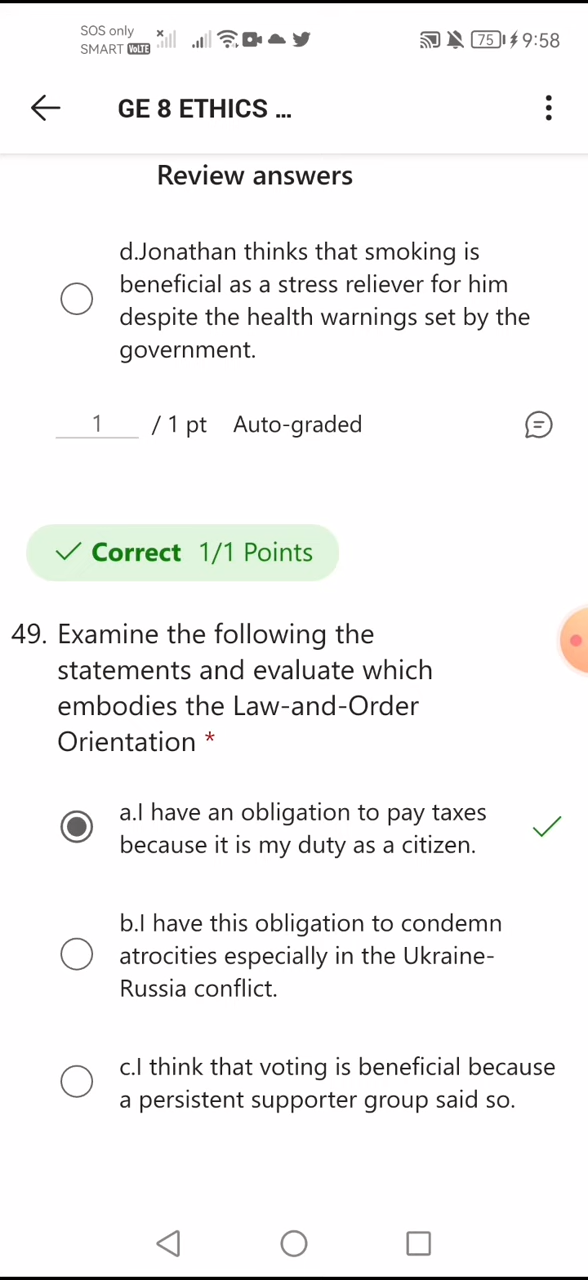 SOS only
SMART VoLTE
75 9:58
GE 8 ETHICS ...
Review answers
d.Jonathan thinks that smoking is
beneficial as a stress reliever for him
despite the health warnings set by the
government.
1 / 1 pt Auto-graded
Correct 1/1 Points
49. Examine the following the
statements and evaluate which
embodies the Law-and-Order
Orientation *
a.I have an obligation to pay taxes
because it is my duty as a citizen.
b.I have this obligation to condemn
atrocities especially in the Ukraine-
Russia conflict.
c.I think that voting is beneficial because
a persistent supporter group said so.